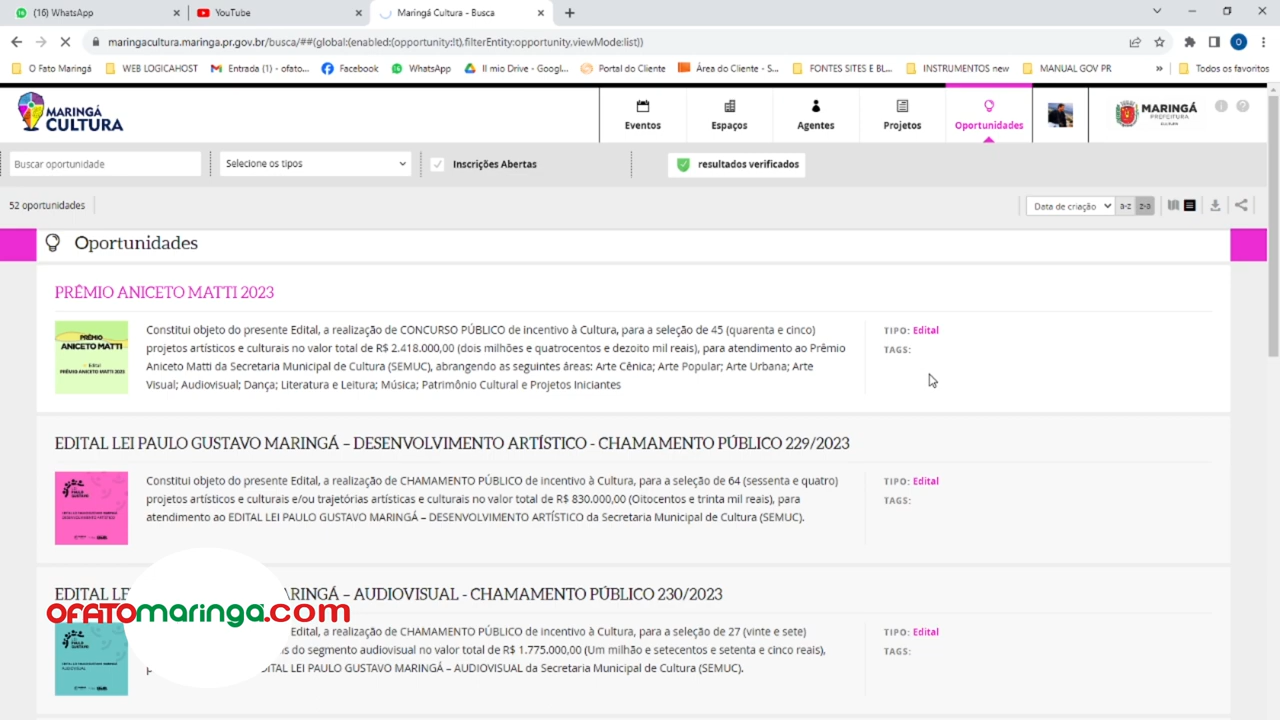 (16) WhatsApp
YouTube
Maringá Cultura - Busca
maringacultura.maringa.pr.gov.br/busca/##(global:(enabled:(opportunity:!t),filterEntity:opportunity,viewMode:list))
O Fato Maringá
WEB LOGICAHOST
Entrada (1) - ofato...
Facebook
WhatsApp
Il mio Drive - Googl...
Portal do Cliente
Área do Cliente - S...
FONTES SITES E BL...
INSTRUMENTOS new
MANUAL GOV PR
»
Todos os favoritos
MARINGÁ
CULTURA
Eventos
Espaços
Agentes
Projetos
Oportunidades
MARINGÁ
PREFEITURA
Buscar oportunidade
Selecione os tipos
Inscrições Abertas
resultados verificados
52 oportunidades
Data de criação
a-z
z-a
Oportunidades
PRÊMIO ANICETO MATTI 2023
PRÊMIO
ANICETO MATTI
Edital
PRÊMIO ANICETO MATTI 2023
Constitui objeto do presente Edital, a realização de CONCURSO PÚBLICO de incentivo à Cultura, para a seleção de 45 (quarenta e cinco)
projetos artísticos e culturais no valor total de R$ 2.418.000,00 (dois milhões e quatrocentos e dezoito mil reais), para atendimento ao Prêmio
Aniceto Matti da Secretaria Municipal de Cultura (SEMUC), abrangendo as seguintes áreas: Arte Cênica; Arte Popular; Arte Urbana; Arte
Visual; Audiovisual; Dança; Literatura e Leitura; Música; Patrimônio Cultural e Projetos Iniciantes
TIPO: Edital
TAGS:
EDITAL LEI PAULO GUSTAVO MARINGÁ – DESENVOLVIMENTO ARTÍSTICO - CHAMAMENTO PÚBLICO 229/2023
Constitui objeto do presente Edital, a realização de CHAMAMENTO PÚBLICO de incentivo à Cultura, para a seleção de 64 (sessenta e quatro)
projetos artísticos e culturais e/ou trajetórias artísticas e culturais no valor total de R$ 830.000,00 (Oitocentos e trinta mil reais), para
atendimento ao EDITAL LEI PAULO GUSTAVO MARINGÁ – DESENVOLVIMENTO ARTÍSTICO da Secretaria Municipal de Cultura (SEMUC).
TIPO: Edital
TAGS:
EDITAL LE RINGÁ – AUDIOVISUAL - CHAMAMENTO PÚBLICO 230/2023
OFATOmaringa.com
Edital, a realização de CHAMAMENTO PÚBLICO de incentivo à Cultura, para a seleção de 27 (vinte e sete)
s do segmento audiovisual no valor total de R$ 1.775.000,00 (Um milhão e setecentos e setenta e cinco reais),
DITAL LEI PAULO GUSTAVO MARINGÁ – AUDIOVISUAL da Secretaria Municipal de Cultura (SEMUC).
TIPO: Edital
TAGS: